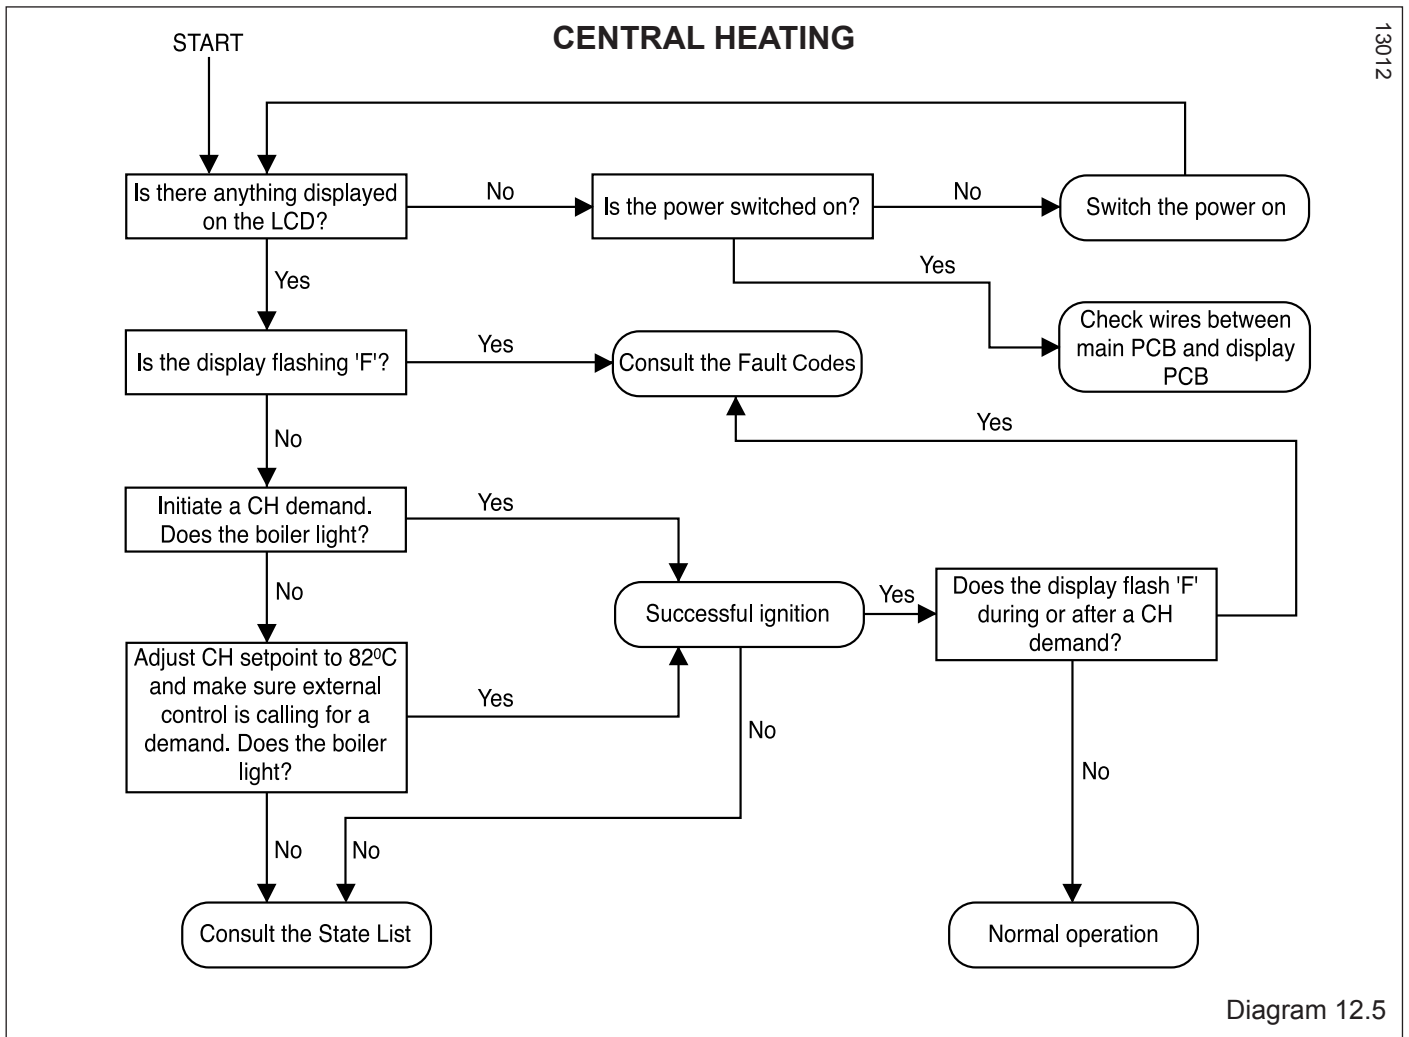 CENTRAL HEATING
13012
START
Is there anything displayed
on the LCD?
No
Is the power switched on?
No
Switch the power on
Yes
Yes
Check wires between
main PCB and display
PCB
Is the display flashing 'F'?
Yes
Consult the Fault Codes
No
Yes
Initiate a CH demand.
Does the boiler light?
Yes
No
Successful ignition
Yes
Does the display flash 'F'
during or after a CH
demand?
Adjust CH setpoint to 82⁰C
and make sure external
control is calling for a
demand. Does the boiler
light?
Yes
No
No
No
No
Consult the State List
Normal operation
Diagram 12.5